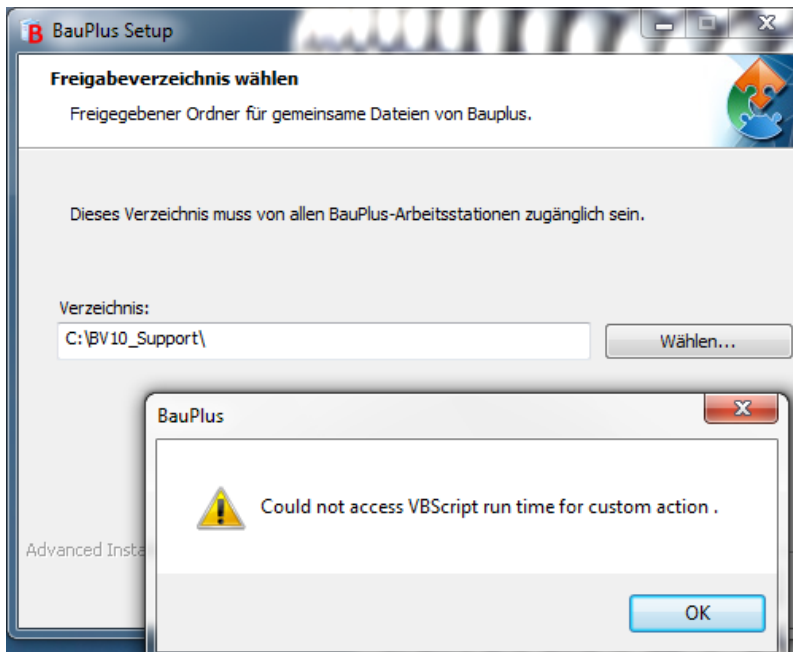 BauPlus Setup
Freigabeverzeichnis wählen
Freigegebener Ordner für gemeinsame Dateien von Bauplus.
Dieses Verzeichnis muss von allen BauPlus-Arbeitsstationen zugänglich sein.
Verzeichnis:
C:\BV10_Support\
Wählen...
BauPlus
Could not access VBScript run time for custom action .
Advanced
OK